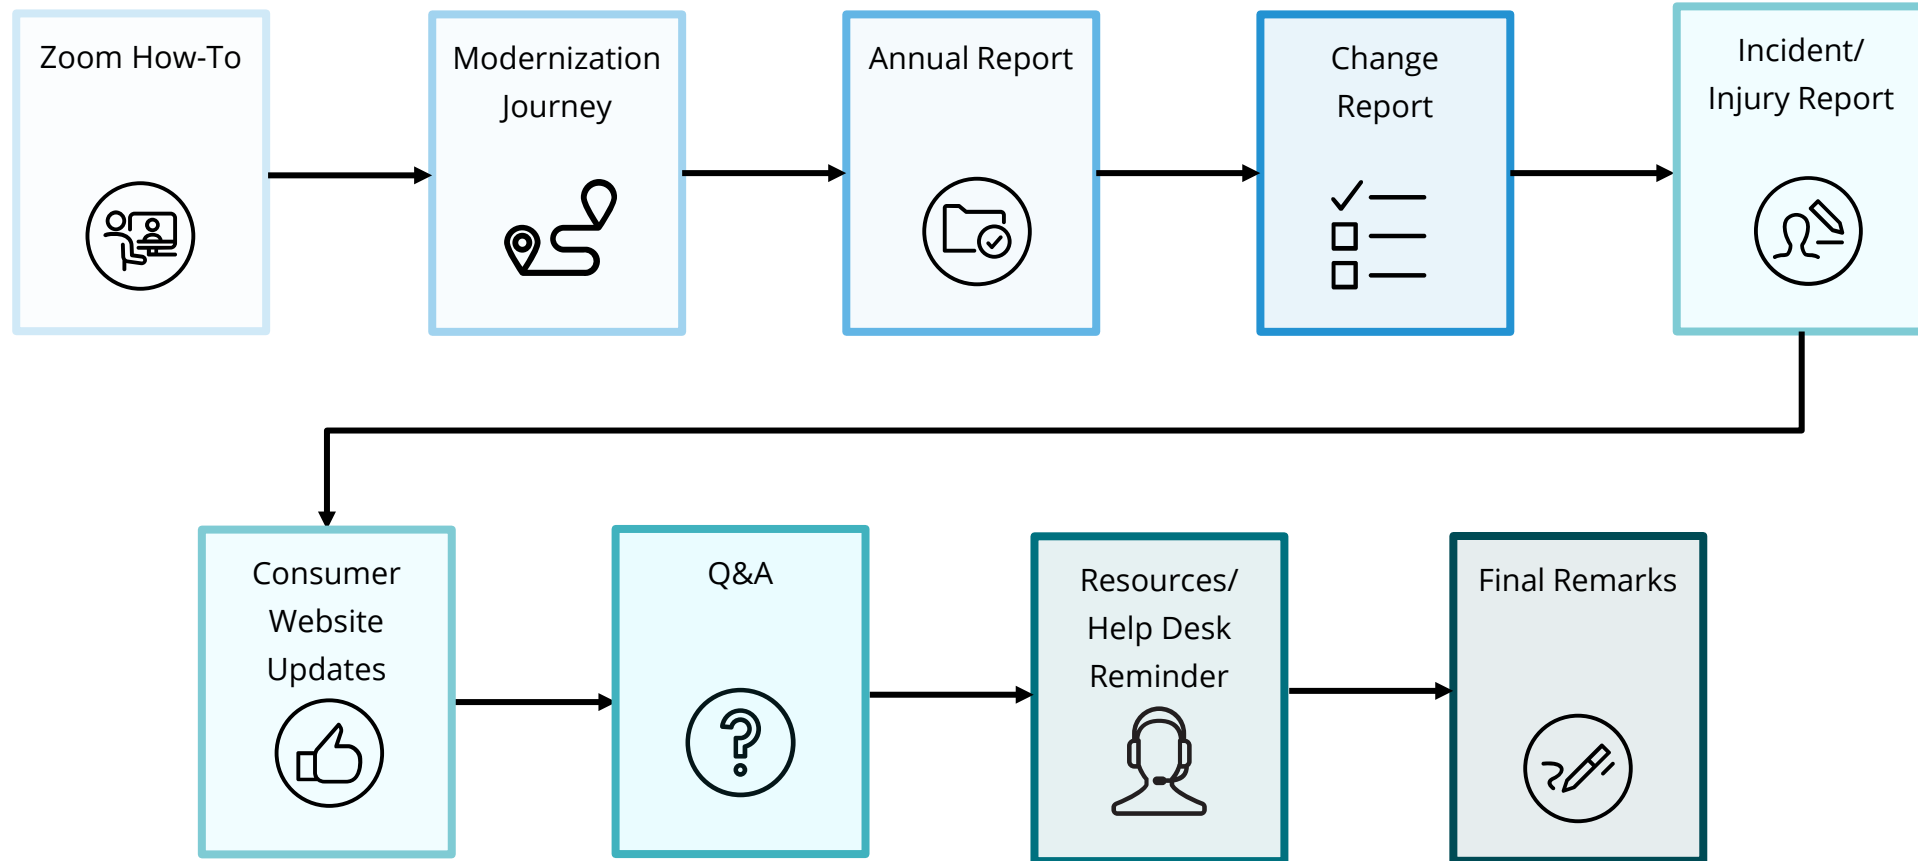 Zoom How-To
Modernization
Journey
Annual Report
Change
Report
Incident/
Injury Report
Consumer
Website
Updates
Q&A
Resources/
Help Desk
Reminder
Final Remarks